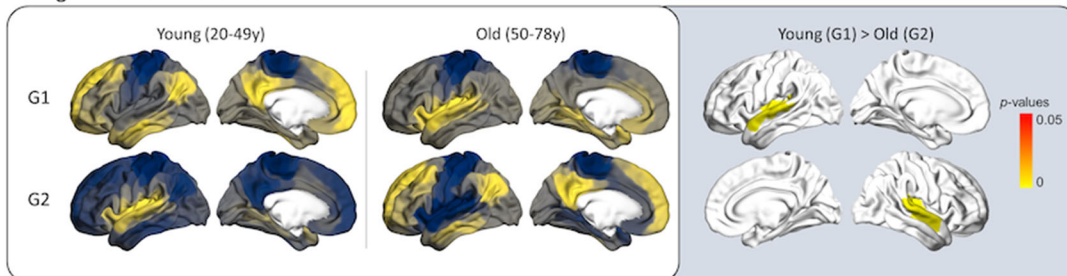 Young (20-49y)
Old (50-78y)
Young (G1) > Old (G2)
G1
G2
p-values
0.05
0